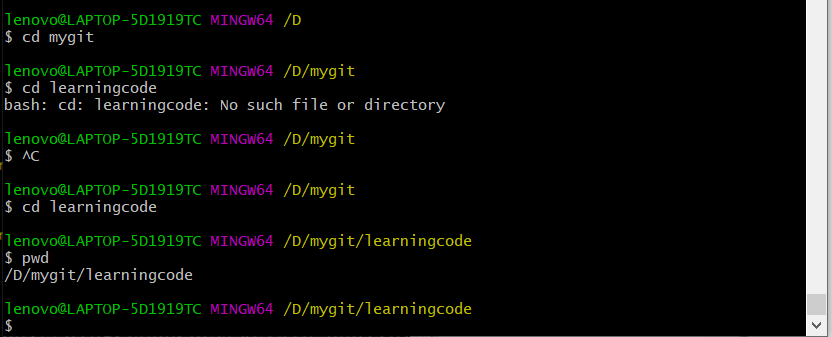 lenovo@LAPTOP-5D1919TC MINGW64 /D
$ cd mygit
lenovo@LAPTOP-5D1919TC MINGW64 /D/mygit
$ cd learningcode
bash: cd: learningcode: No such file or directory
lenovo@LAPTOP-5D1919TC MINGW64 /D/mygit
$ ^C
lenovo@LAPTOP-5D1919TC MINGW64 /D/mygit
$ cd learningcode
lenovo@LAPTOP-5D1919TC MINGW64 /D/mygit/learningcode
$ pwd
/D/mygit/learningcode
lenovo@LAPTOP-5D1919TC MINGW64 /D/mygit/learningcode
$